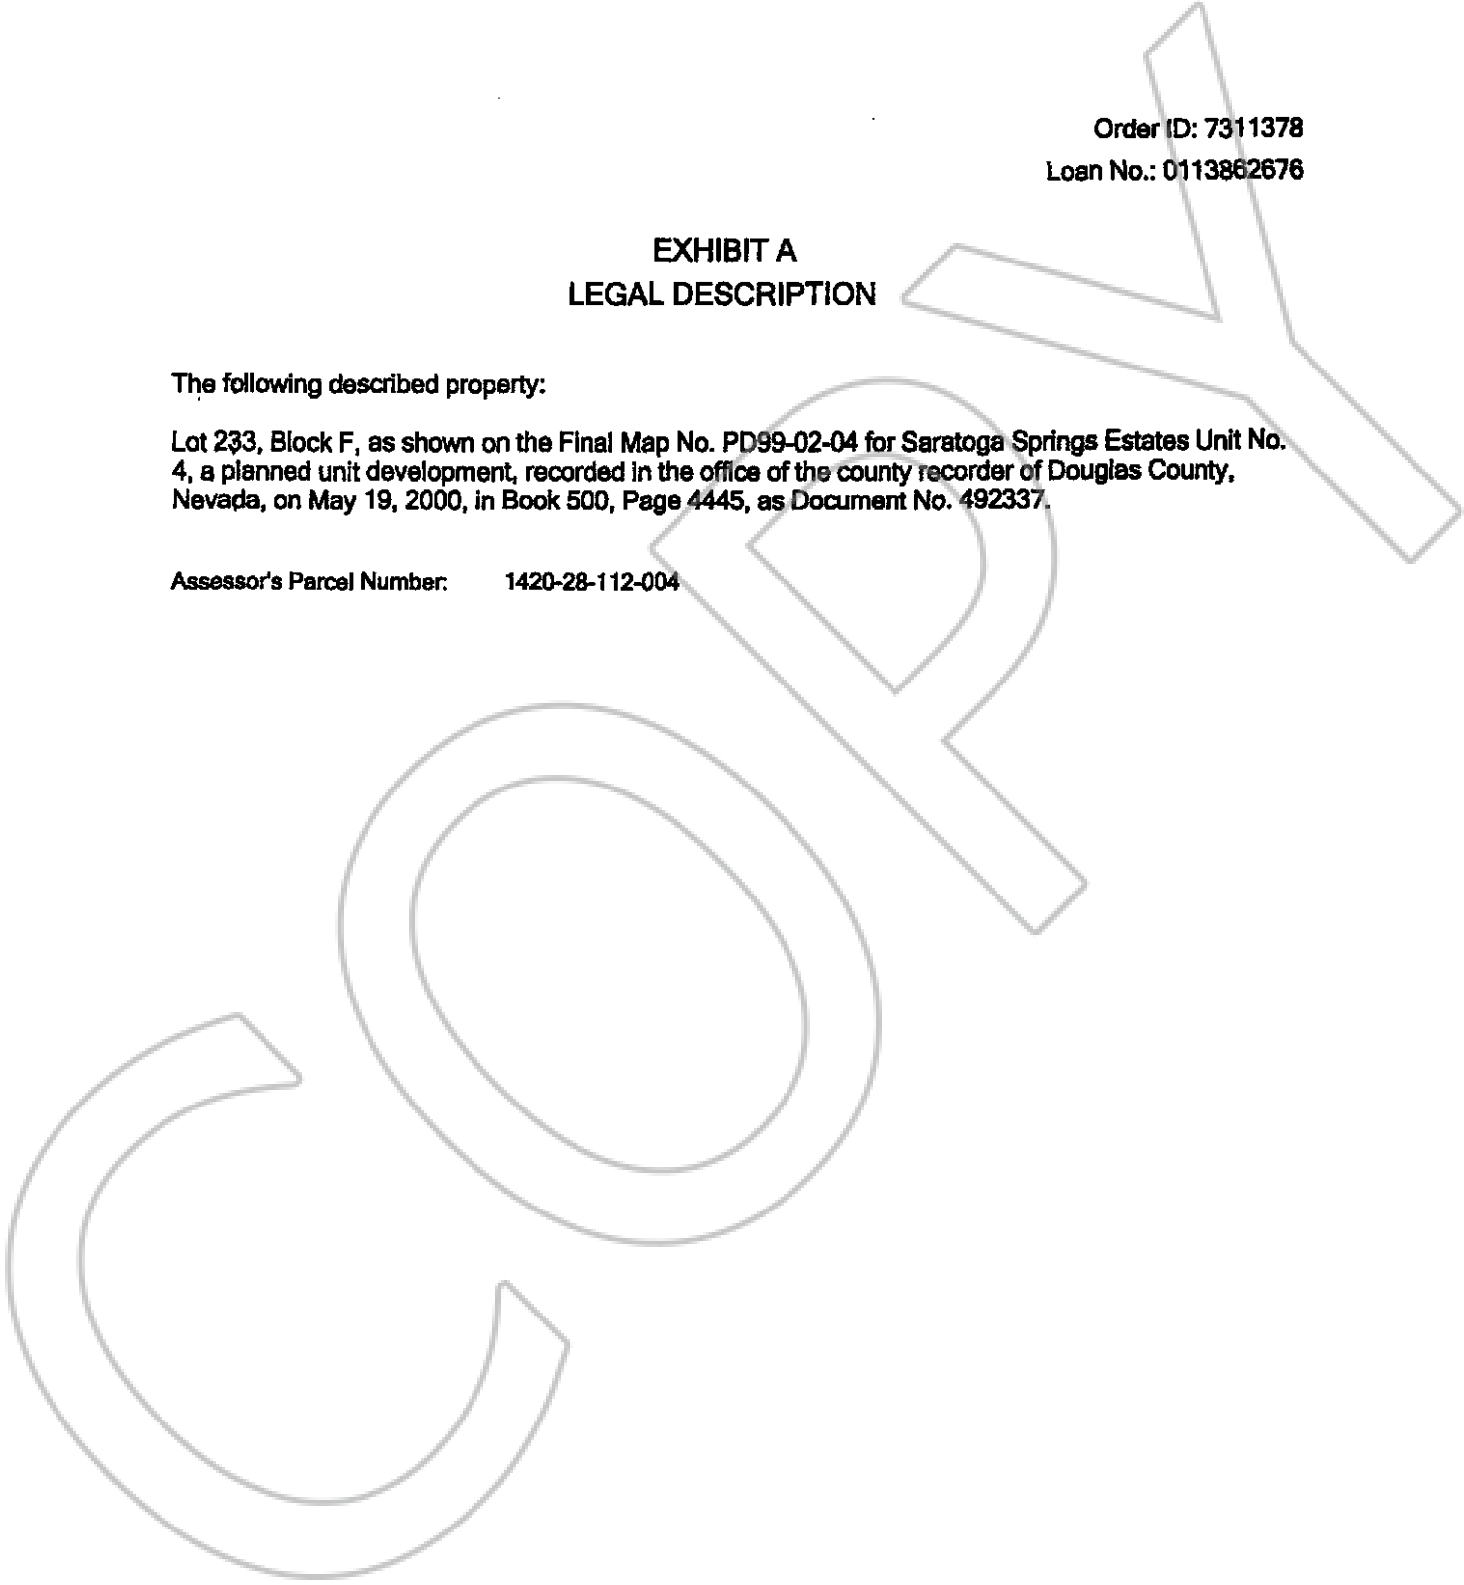 Order ID: 7311378
Loan No.: 0113862676
EXHIBIT A
LEGAL DESCRIPTION
The following described property:
Lot 233, Block F, as shown on the Final Map No. PD99-02-04 for Saratoga Springs Estates Unit No.
4, a planned unit development, recorded in the office of the county recorder of Douglas County,
Nevada, on May 19, 2000, in Book 500, Page 4445, as Document No. 492337.
Assessor's Parcel Number: 1420-28-112-004
COPY